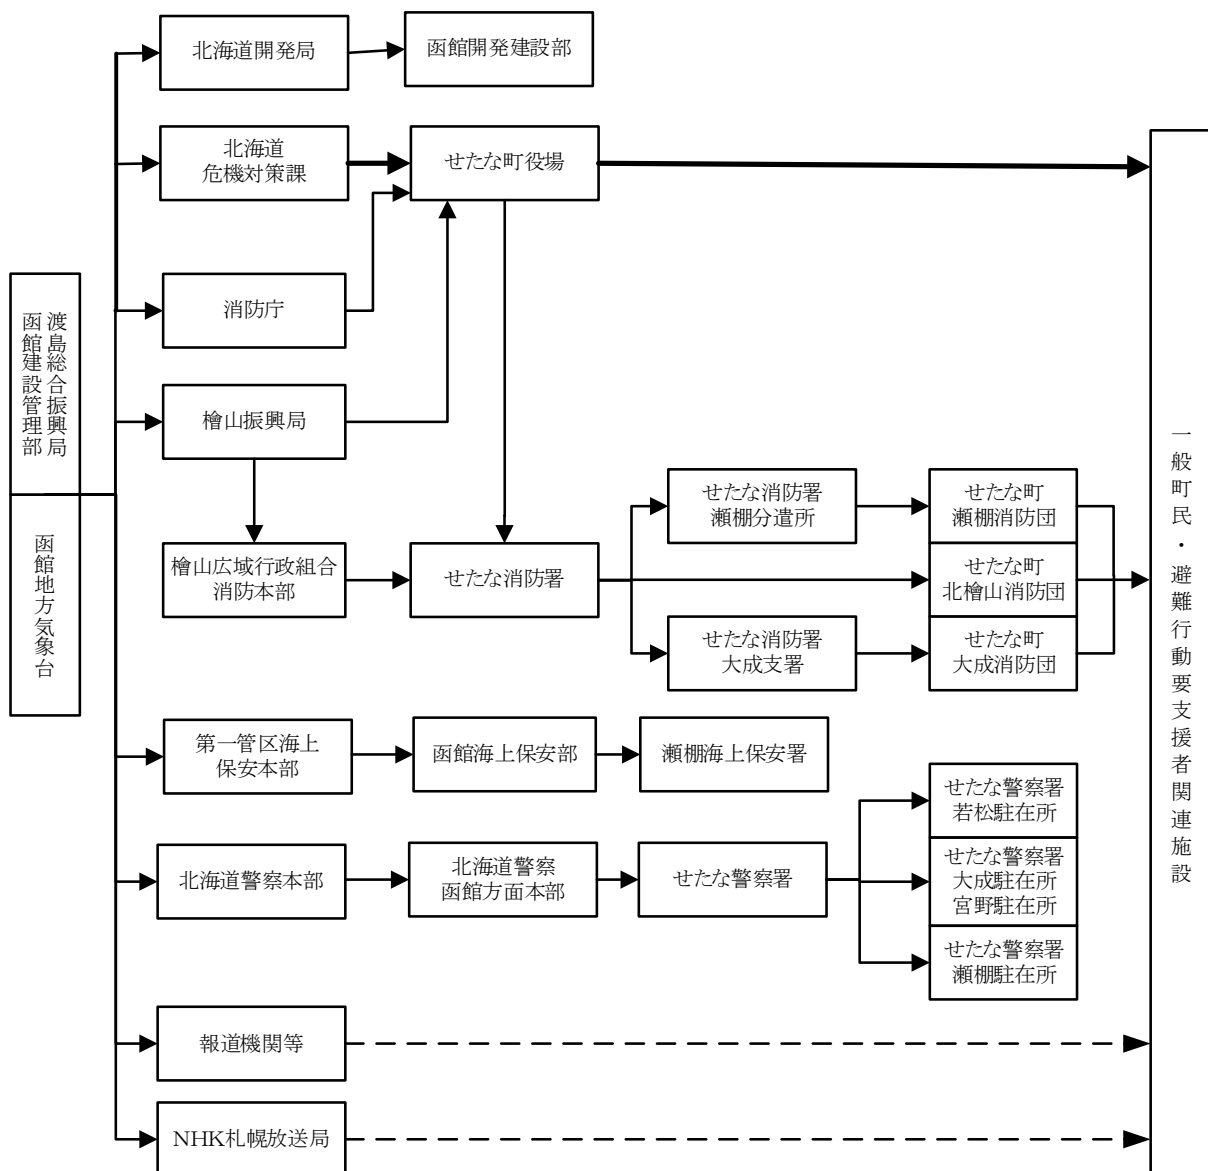 北海道開発局
函館開発建設部
北海道
危機対策課
せたな町役場
消防庁
渡島総合振興局
函館建設管理部
檜山振興局
函館地方気象台
檜山広域行政組合
消防本部
せたな消防署
せたな消防署
瀬棚分遣所
せたな町
瀬棚消防団
せたな町
北檜山消防団
せたな消防署
大成支署
せたな町
大成消防団
第一管区海上
保安本部
函館海上保安部
瀬棚海上保安署
北海道警察本部
北海道警察
函館方面本部
せたな警察署
せたな警察署
若松駐在所
せたな警察署
大成駐在所
宮野駐在所
せたな警察署
瀬棚駐在所
報道機関等
NHK札幌放送局
一般町民・避難行動要支援者関連施設